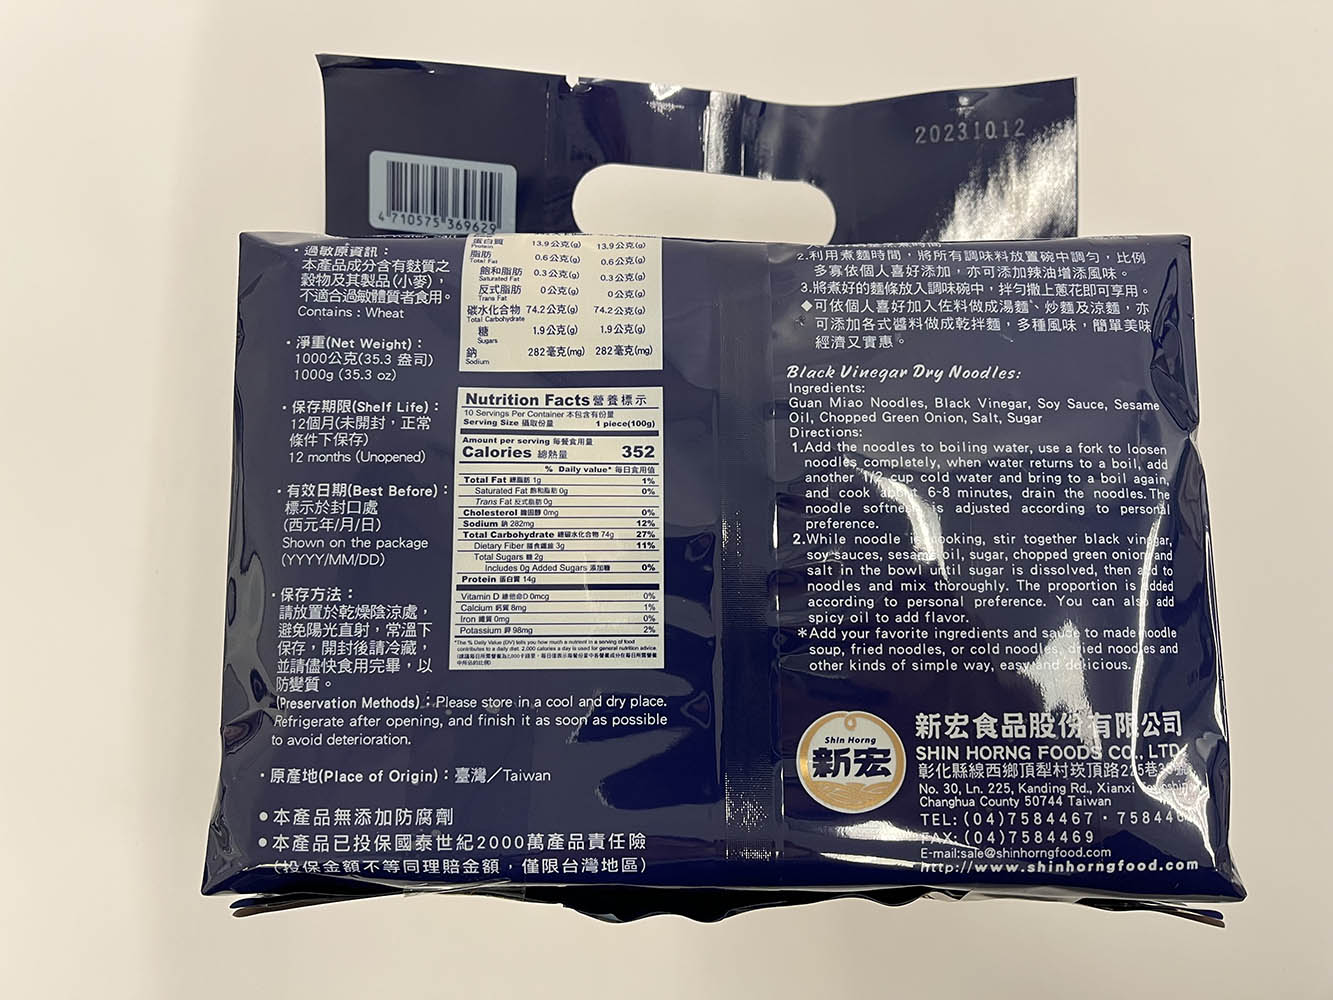 20231012
4 710575 369629
· 過敏原資訊：
本產品成分含有麩質之
穀物及其製品(小麥)，
不適合過敏體質者食用。
Contains : Wheat
· 淨重(Net Weight)：
1000公克(35.3 盎司)
1000g (35.3 oz)
· 保存期限(Shelf Life)：
12個月(未開封，正常
條件下保存)
12 months (Unopened)
· 有效日期(Best Before)：
標示於封口處
(西元年/月/日)
Shown on the package
(YYYY/MM/DD)
· 保存方法：
請放置於乾燥陰涼處，
避免陽光直射，常溫下
保存，開封後請冷藏，
並請儘快食用完畢，以
防變質。
(Preservation Methods)：Please store in a cool and dry place.
Refrigerate after opening, and finish it as soon as possible
to avoid deterioration.
· 原產地(Place of Origin)：臺灣／Taiwan
●本產品無添加防腐劑
●本產品已投保國泰世紀2000萬產品責任險
(投保金額不等同理賠金額，僅限台灣地區)
蛋白質 13.9公克(g) 13.9公克(g)
Protein
脂肪 0.6公克(g) 0.6公克(g)
Total Fat
飽和脂肪 0.3公克(g) 0.3公克(g)
Saturated Fat
反式脂肪 0公克(g) 0公克(g)
Trans Fat
碳水化合物 74.2公克(g) 74.2公克(g)
Total Carbohydrate
糖 1.9公克(g) 1.9公克(g)
Sugars
鈉 282毫克(mg) 282毫克(mg)
Sodium
Nutrition Facts 營養標示
10 Servings Per Container 本包含有份量
Serving Size 攝取份量 1 piece(100g)
Amount per serving 每餐食用量
Calories 總熱量 352
% Daily value* 每日食用值
Total Fat 總脂肪 1g 1%
Saturated Fat 飽和脂肪 0g 0%
Trans Fat 反式脂肪 0g
Cholesterol 膽固醇 0mg 0%
Sodium 鈉 282mg 12%
Total Carbohydrate 總碳水化合物 74g 27%
Dietary Fiber 膳食纖維 3g 11%
Total Sugars 糖 2g
Includes 0g Added Sugars 添加糖 0%
Protein 蛋白質 14g
Vitamin D 維他命D 0mcg 0%
Calcium 鈣質 8mg 1%
Iron 鐵質 0mg 0%
Potassium 鉀 98mg 2%
*The % Daily Value (DV) tells you how much a nutrient in a serving of food
contributes to a daily diet. 2,000 calories a day is used for general nutrition advice.
2.利用煮麵時間，將所有調味料放置碗中調勻，比例
多寡依個人喜好添加，亦可添加辣油增添風味。
3.將煮好的麵條放入調味碗中，拌勻撒上蔥花即可享用。
◆可依個人喜好加入佐料做成湯麵、炒麵及涼麵，亦
可添加各式醬料做成乾拌麵，多種風味，簡單美味
經濟又實惠。
Black Vinegar Dry Noodles:
Ingredients:
Guan Miao Noodles, Black Vinegar, Soy Sauce, Sesame
Oil, Chopped Green Onion, Salt, Sugar
Directions:
1.Add the noodles to boiling water, use a fork to loosen
noodles completely, when water returns to a boil, add
another 1/2 cup cold water and bring to a boil again,
and cook about 6-8 minutes, drain the noodles. The
noodle softness is adjusted according to personal
preference.
2.While noodle is cooking, stir together black vinegar,
soy sauces, sesame oil, sugar, chopped green onion and
salt in the bowl until sugar is dissolved, then add to
noodles and mix thoroughly. The proportion is added
according to personal preference. You can also add
spicy oil to add flavor.
*Add your favorite ingredients and sauce to made noodle
soup, fried noodles, or cold noodles, dried noodles and
other kinds of simple way, easy and delicious.
Shin Horng
新宏
新宏食品股份有限公司
SHIN HORNG FOODS CO., LTD.
彰化縣線西鄉頂犁村崁頂路225巷
No. 30, Ln. 225, Kanding Rd., Xianxi
Changhua County 50744 Taiwan
TEL: (04)7584467 ·
FAX: (04)7584469
E-mail:sale@shinhorngfood.com
http://www.shinhorngfood.com